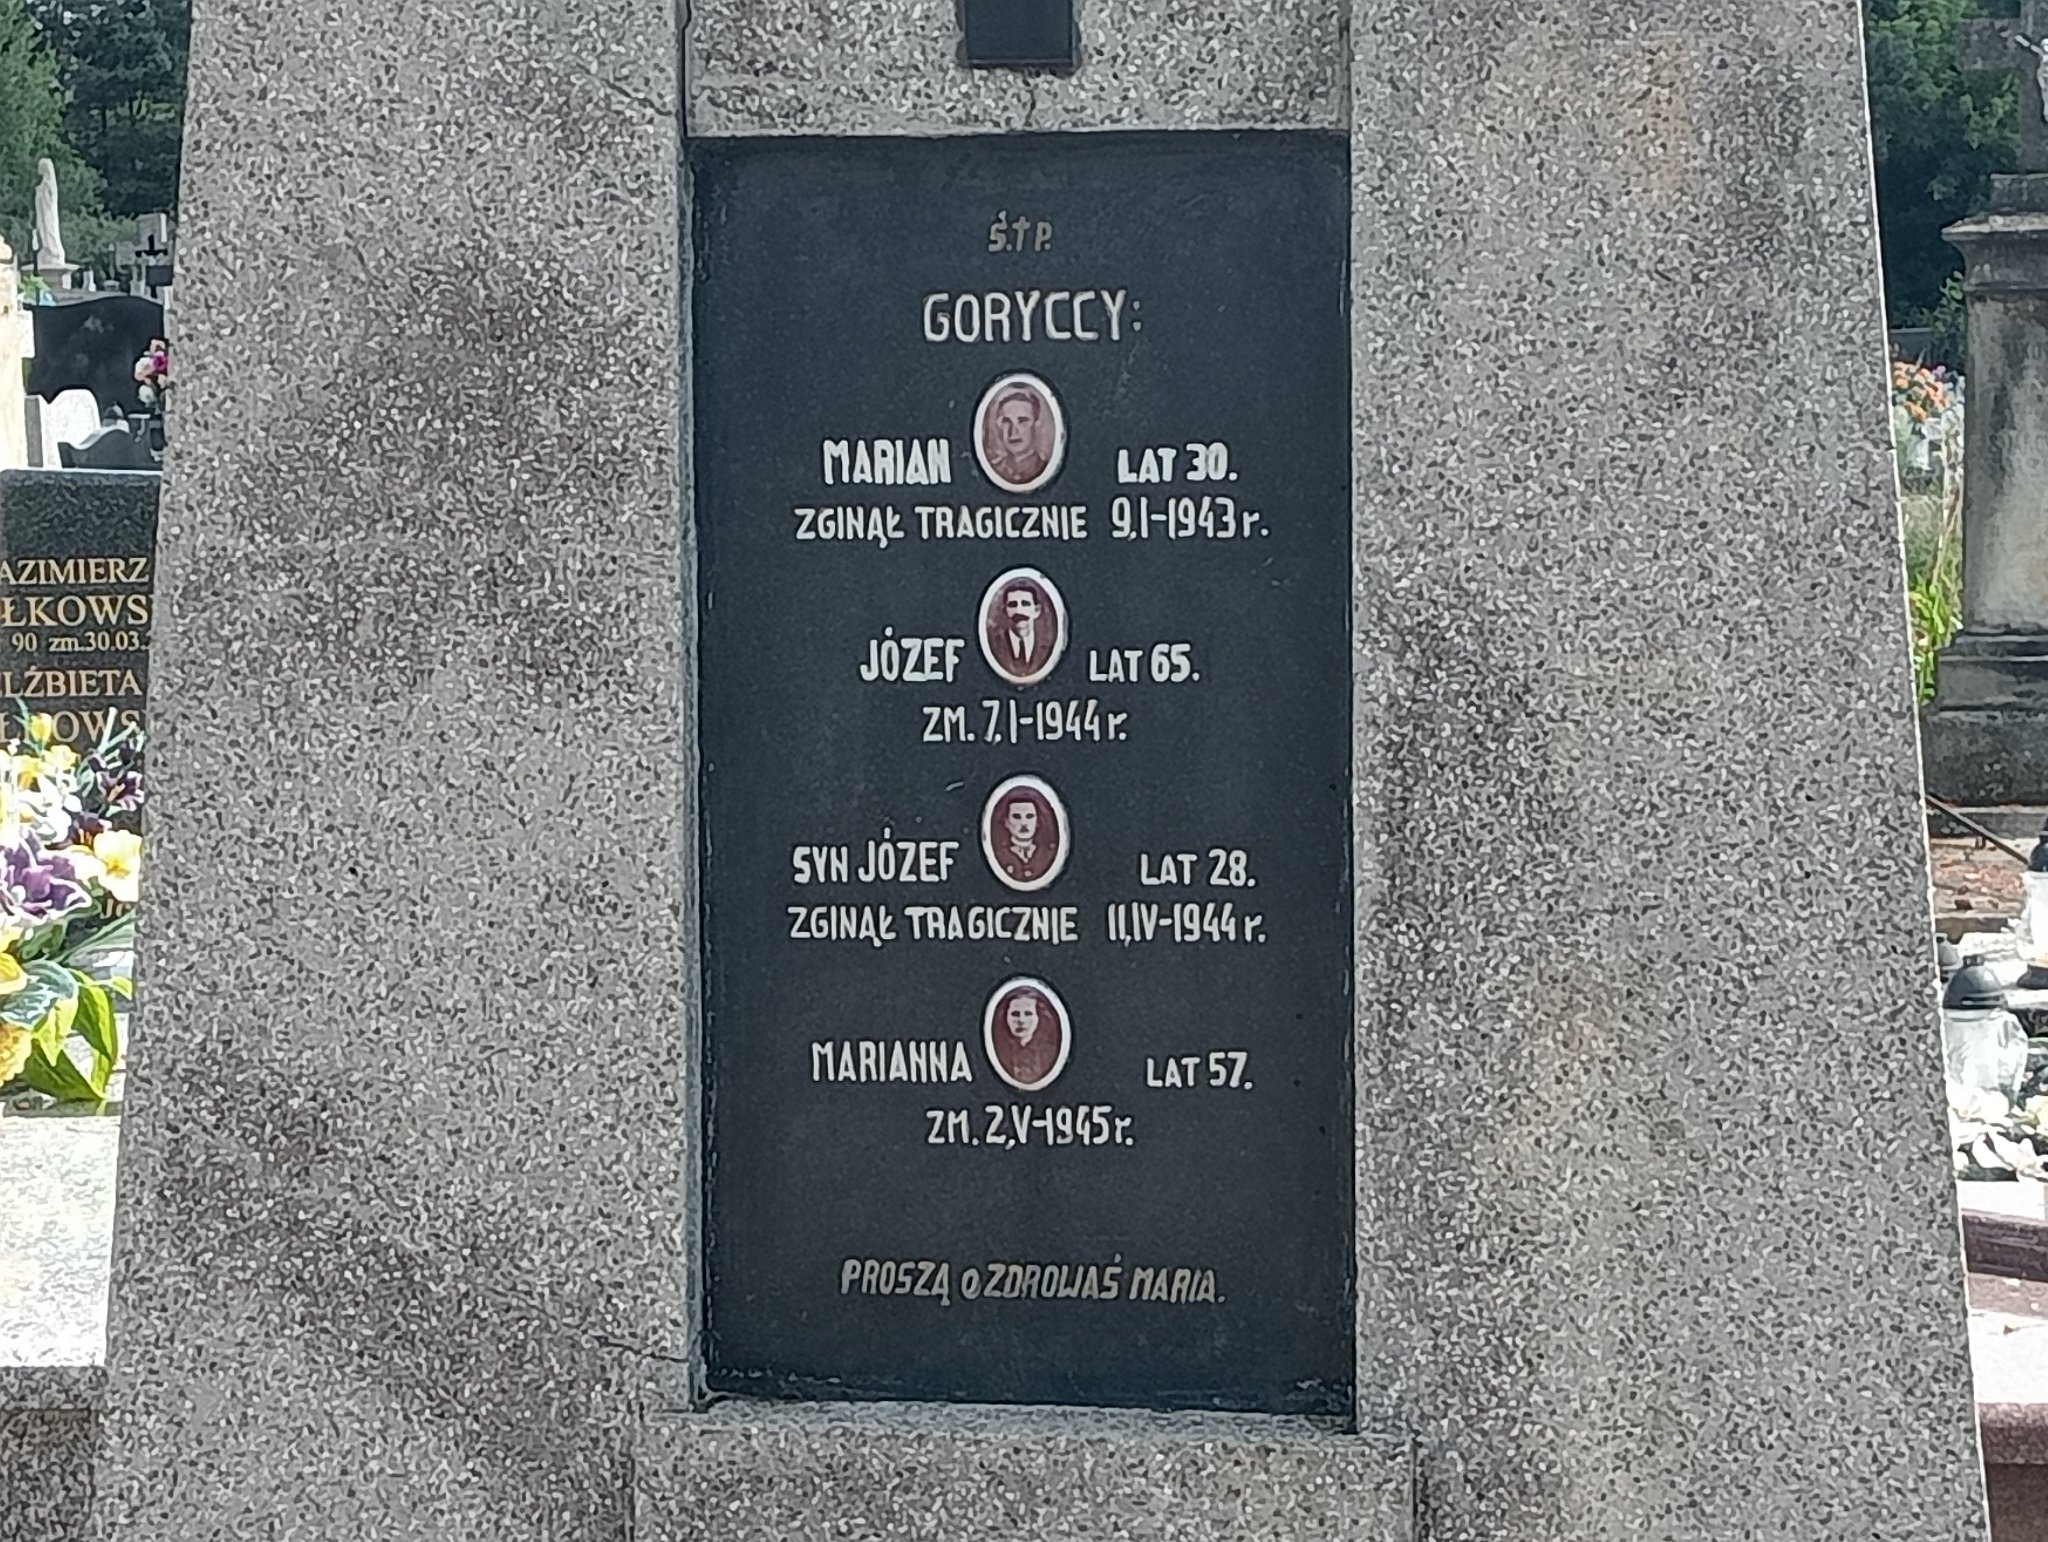 Ś.†P.
GORYCCY:
MARIAN LAT 30.
ZGINĄŁ TRAGICZNIE 9,I-1943 r.
JÓZEF LAT 65.
ZM. 7,I-1944 r.
SYN JÓZEF LAT 28.
ZGINĄŁ TRAGICZNIE 11,IV-1944 r.
MARIANNA LAT 57.
ZM. 2,V-1945 r.
PROSZĄ O ZDROWAŚ MARIA.
AZIMIERZ
ŁKOWS
90 zm.30.03.
LŻBIETA